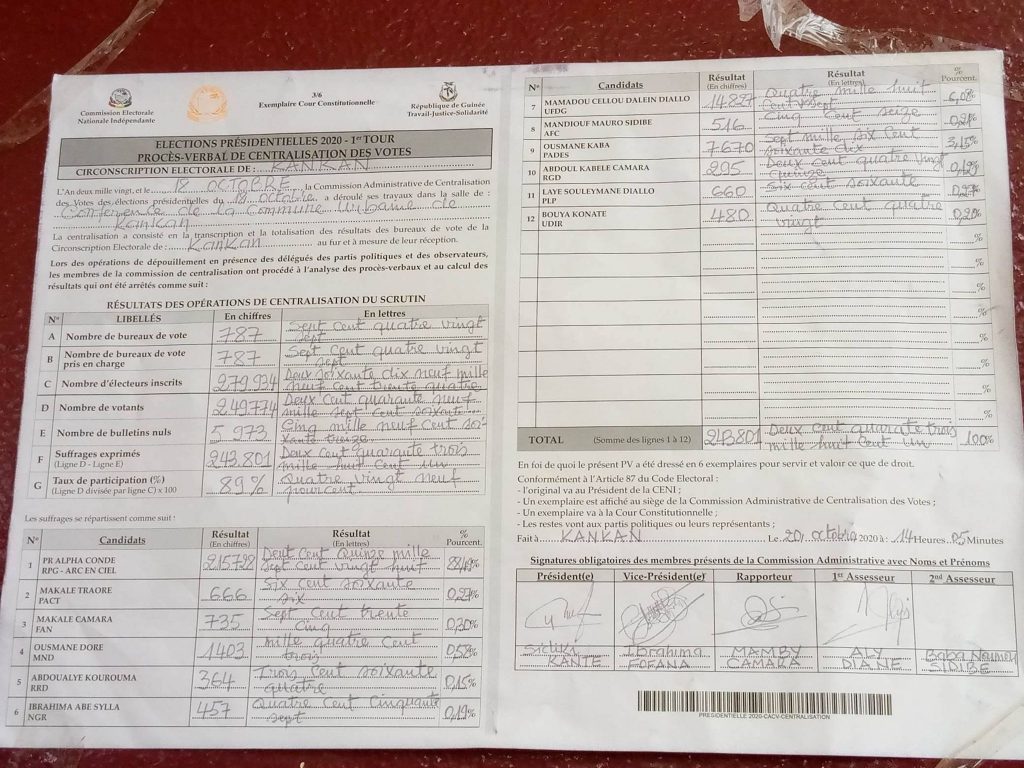 3/6
Exemplaire Cour Constitutionnelle
Commission Electorale
Nationale Indépendante
République de Guinée
Travail-Justice-Solidarité
ELECTIONS PRÉSIDENTIELLES 2020 - 1er TOUR
PROCÈS-VERBAL DE CENTRALISATION DES VOTES
CIRCONSCRIPTION ELECTORALE DE : KANKAN
L'An deux mille vingt, et le 18 OCTOBRE, la Commission Administrative de Centralisation
des Votes des élections présidentielles du 18 octobre a déroulé ses travaux dans la salle de :
Conference de la Commune Urbaine de
Kankan
La centralisation a consisté en la transcription et la totalisation des résultats des bureaux de vote de la
Circonscription Electorale de : Kankan au fur et à mesure de leur réception.
Lors des opérations de dépouillement en présence des délégués des partis politiques et des observateurs,
les membres de la commission de centralisation ont procédé à l'analyse des procès-verbaux et au calcul des
résultats qui ont été arrêtés comme suit :
RÉSULTATS DES OPÉRATIONS DE CENTRALISATION DU SCRUTIN
N° LIBELLÉS En chiffres En lettres
A Nombre de bureaux de vote 787 Sept Cent quatre vingt sept
B Nombre de bureaux de vote pris en charge 787 Sept Cent quatre vingt sept
C Nombre d'électeurs inscrits 279.934 Deux soixante dix neuf mille neuf cent trente quatre
D Nombre de votants 249.774 Deux Cent quarante neuf mille sept Cent soixante
E Nombre de bulletins nuls 5 973 Cinq mille neuf Cent soixante treize
F Suffrages exprimés (Ligne D - Ligne E) 243.801 Deux Cent quarante trois mille huit Cent un
G Taux de participation (%) (Ligne D divisée par ligne C) x 100 89% Quatre vingt neuf pourcent
Les suffrages se répartissent comme suit :
N° Candidats Résultat (En chiffres) Résultat (En lettres) % Pourcent.
1 PR ALPHA CONDE RPG - ARC EN CIEL 215.728 Deux Cent Quinze mille Sept Cent vingt huit 88,49%
2 MAKALE TRAORE PACT 666 Six Cent soixante six 0,27%
3 MAKALE CAMARA FAN 735 Sept Cent trente Cinq 0,30%
4 OUSMANE DORE MND 1403 mille quatre Cent trois 0,58%
5 ABDOUALYE KOUROUMA RRD 364 Trois Cent soixante quatre 0,15%
6 IBRAHIMA ABE SYLLA NGR 457 Quatre Cent Cinquante sept 0,19%
N° Candidats Résultat (En chiffres) Résultat (En lettres) % Pourcent.
7 MAMADOU CELLOU DALEIN DIALLO UFDG 14.827 Quatre mille huit Cent vingt sept
8 MANDIOUF MAURO SIDIBE AFC 516 Cinq Cent seize 0,21%
9 OUSMANE KABA PADES 7.670 Sept mille six Cent soixante dix 3,15%
10 ABDOUL KABELE CAMARA RGD 295 Deux Cent quatre vingt quinze 0,12%
11 LAYE SOULEYMANE DIALLO PLP 660 Six Cent soixante 0,27%
12 BOUYA KONATE UDIR 480 Quatre Cent quatre vingt 0,20%
%
%
%
%
%
%
%
%
TOTAL (Somme des lignes 1 à 12) 243.801 Deux Cent quarante trois mille huit Cent un 100%
En foi de quoi le présent PV a été dressé en 6 exemplaires pour servir et valoir ce que de droit.
Conformément à l'Article 87 du Code Electoral :
- l'original va au Président de la CENI ;
- Un exemplaire est affiché au siège de la Commission Administrative de Centralisation des Votes ;
- Un exemplaire va à la Cour Constitutionnelle ;
- Les restes vont aux partis politiques ou leurs représentants ;
Fait à KANKAN Le 20, octobre 2020 à : 14 Heures 05 Minutes
Signatures obligatoires des membres présents de la Commission Administrative avec Noms et Prénoms
Président(e) Vice-Président(e) Rapporteur 1er Assesseur 2nd Assesseur
KANTE
Ibrahima FOFANA
MAMBY CAMARA
ALY DIANE
Baba SIDIBE
PRESIDENTIELLE 2020-CACV-CENTRALISATION